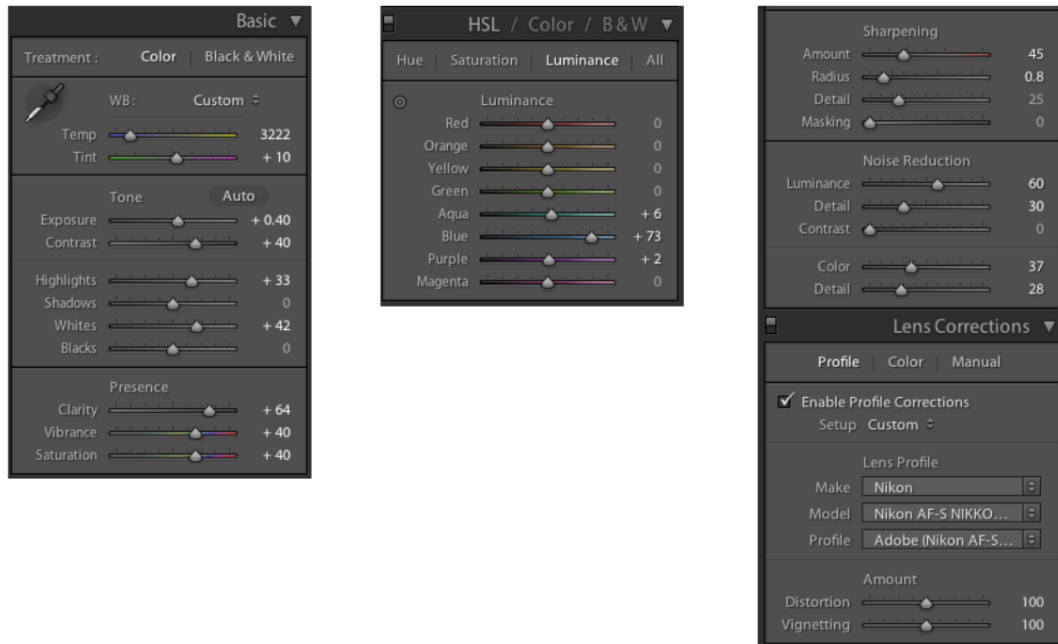 Basic
Treatment : Color | Black & White
WB : Custom
Temp 3222
Tint + 10
Tone Auto
Exposure + 0.40
Contrast + 40
Highlights + 33
Shadows 0
Whites + 42
Blacks 0
Presence
Clarity + 64
Vibrance + 40
Saturation + 40
HSL / Color / B & W
Hue | Saturation | Luminance | All
Luminance
Red 0
Orange 0
Yellow 0
Green 0
Aqua + 6
Blue + 73
Purple + 2
Magenta 0
Sharpening
Amount 45
Radius 0.8
Detail 25
Masking 0
Noise Reduction
Luminance 60
Detail 30
Contrast 0
Color 37
Detail 28
Lens Corrections
Profile | Color | Manual
Enable Profile Corrections
Setup Custom
Lens Profile
Make Nikon
Model Nikon AF-S NIKKO...
Profile Adobe (Nikon AF-S...
Amount
Distortion 100
Vignetting 100